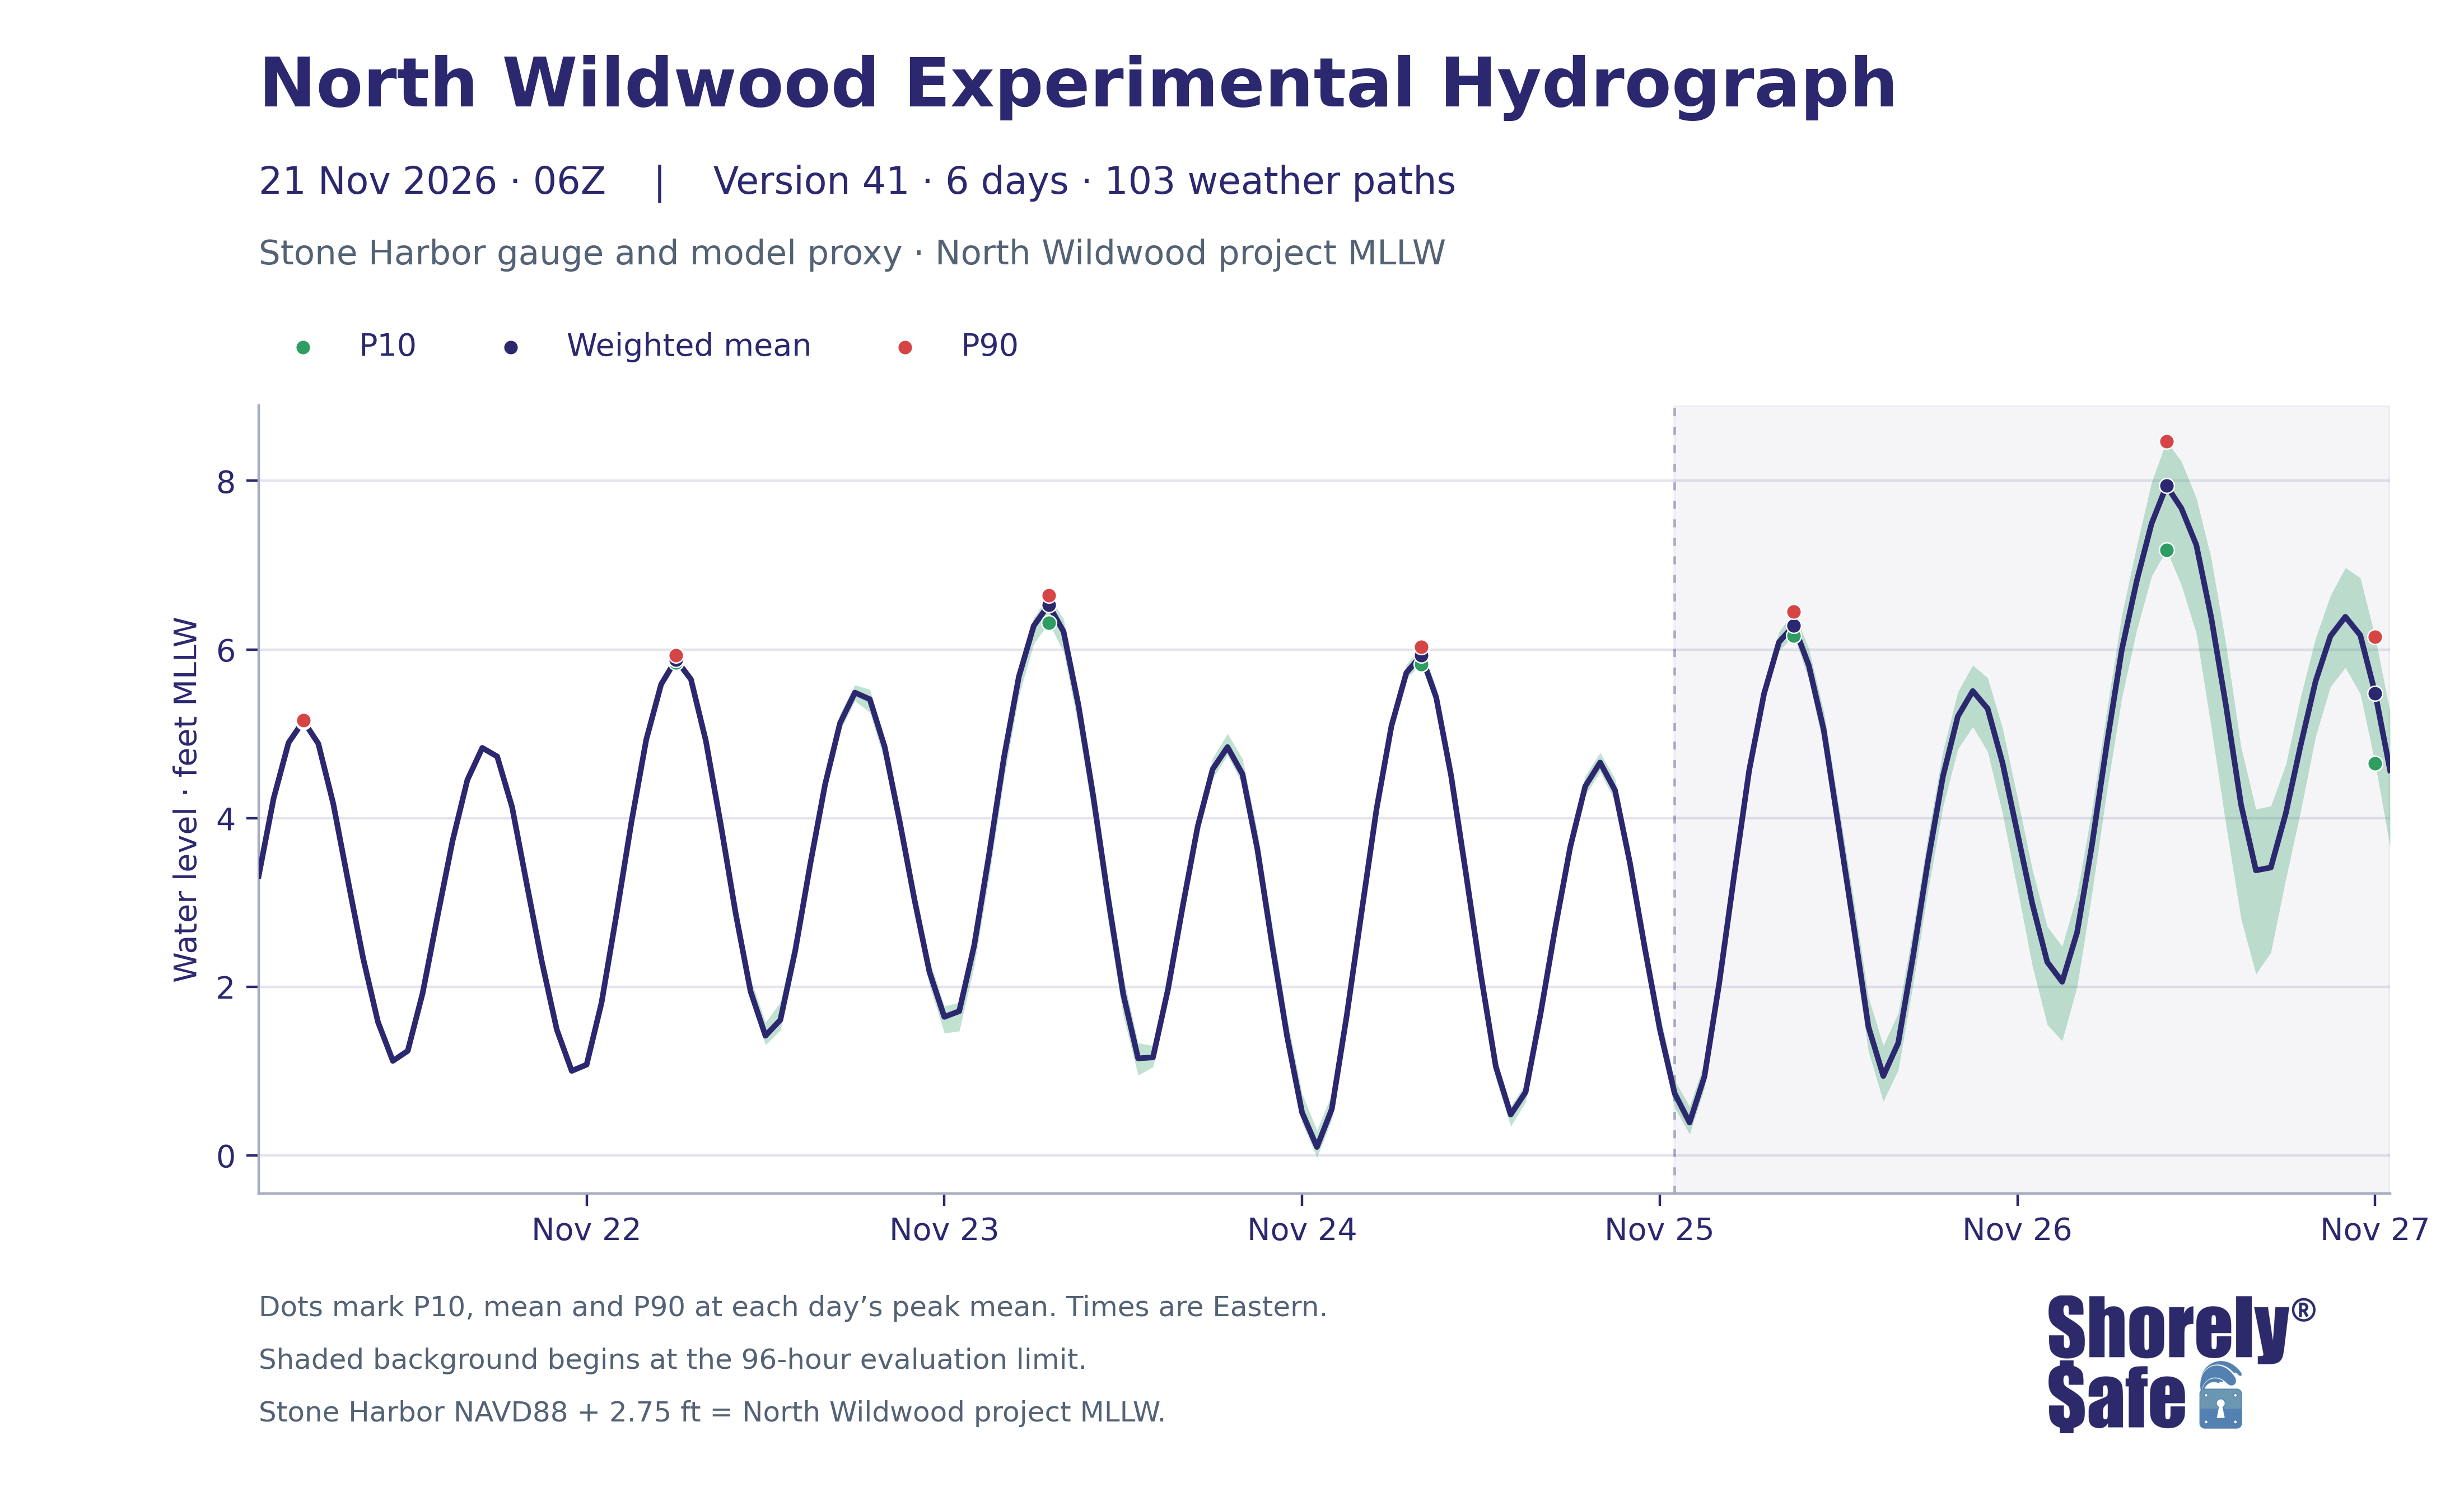 North Wildwood Experimental Hydrograph
21 Nov 2026 · 06Z | Version 41 · 6 days · 103 weather paths
Stone Harbor gauge and model proxy · North Wildwood project MLLW
P10 Weighted mean P90
Water level · feet MLLW
8
6
4
2
0
Nov 22 Nov 23 Nov 24 Nov 25 Nov 26 Nov 27
Dots mark P10, mean and P90 at each day’s peak mean. Times are Eastern.
Shaded background begins at the 96-hour evaluation limit.
Stone Harbor NAVD88 + 2.75 ft = North Wildwood project MLLW.
Shorely®
$afe